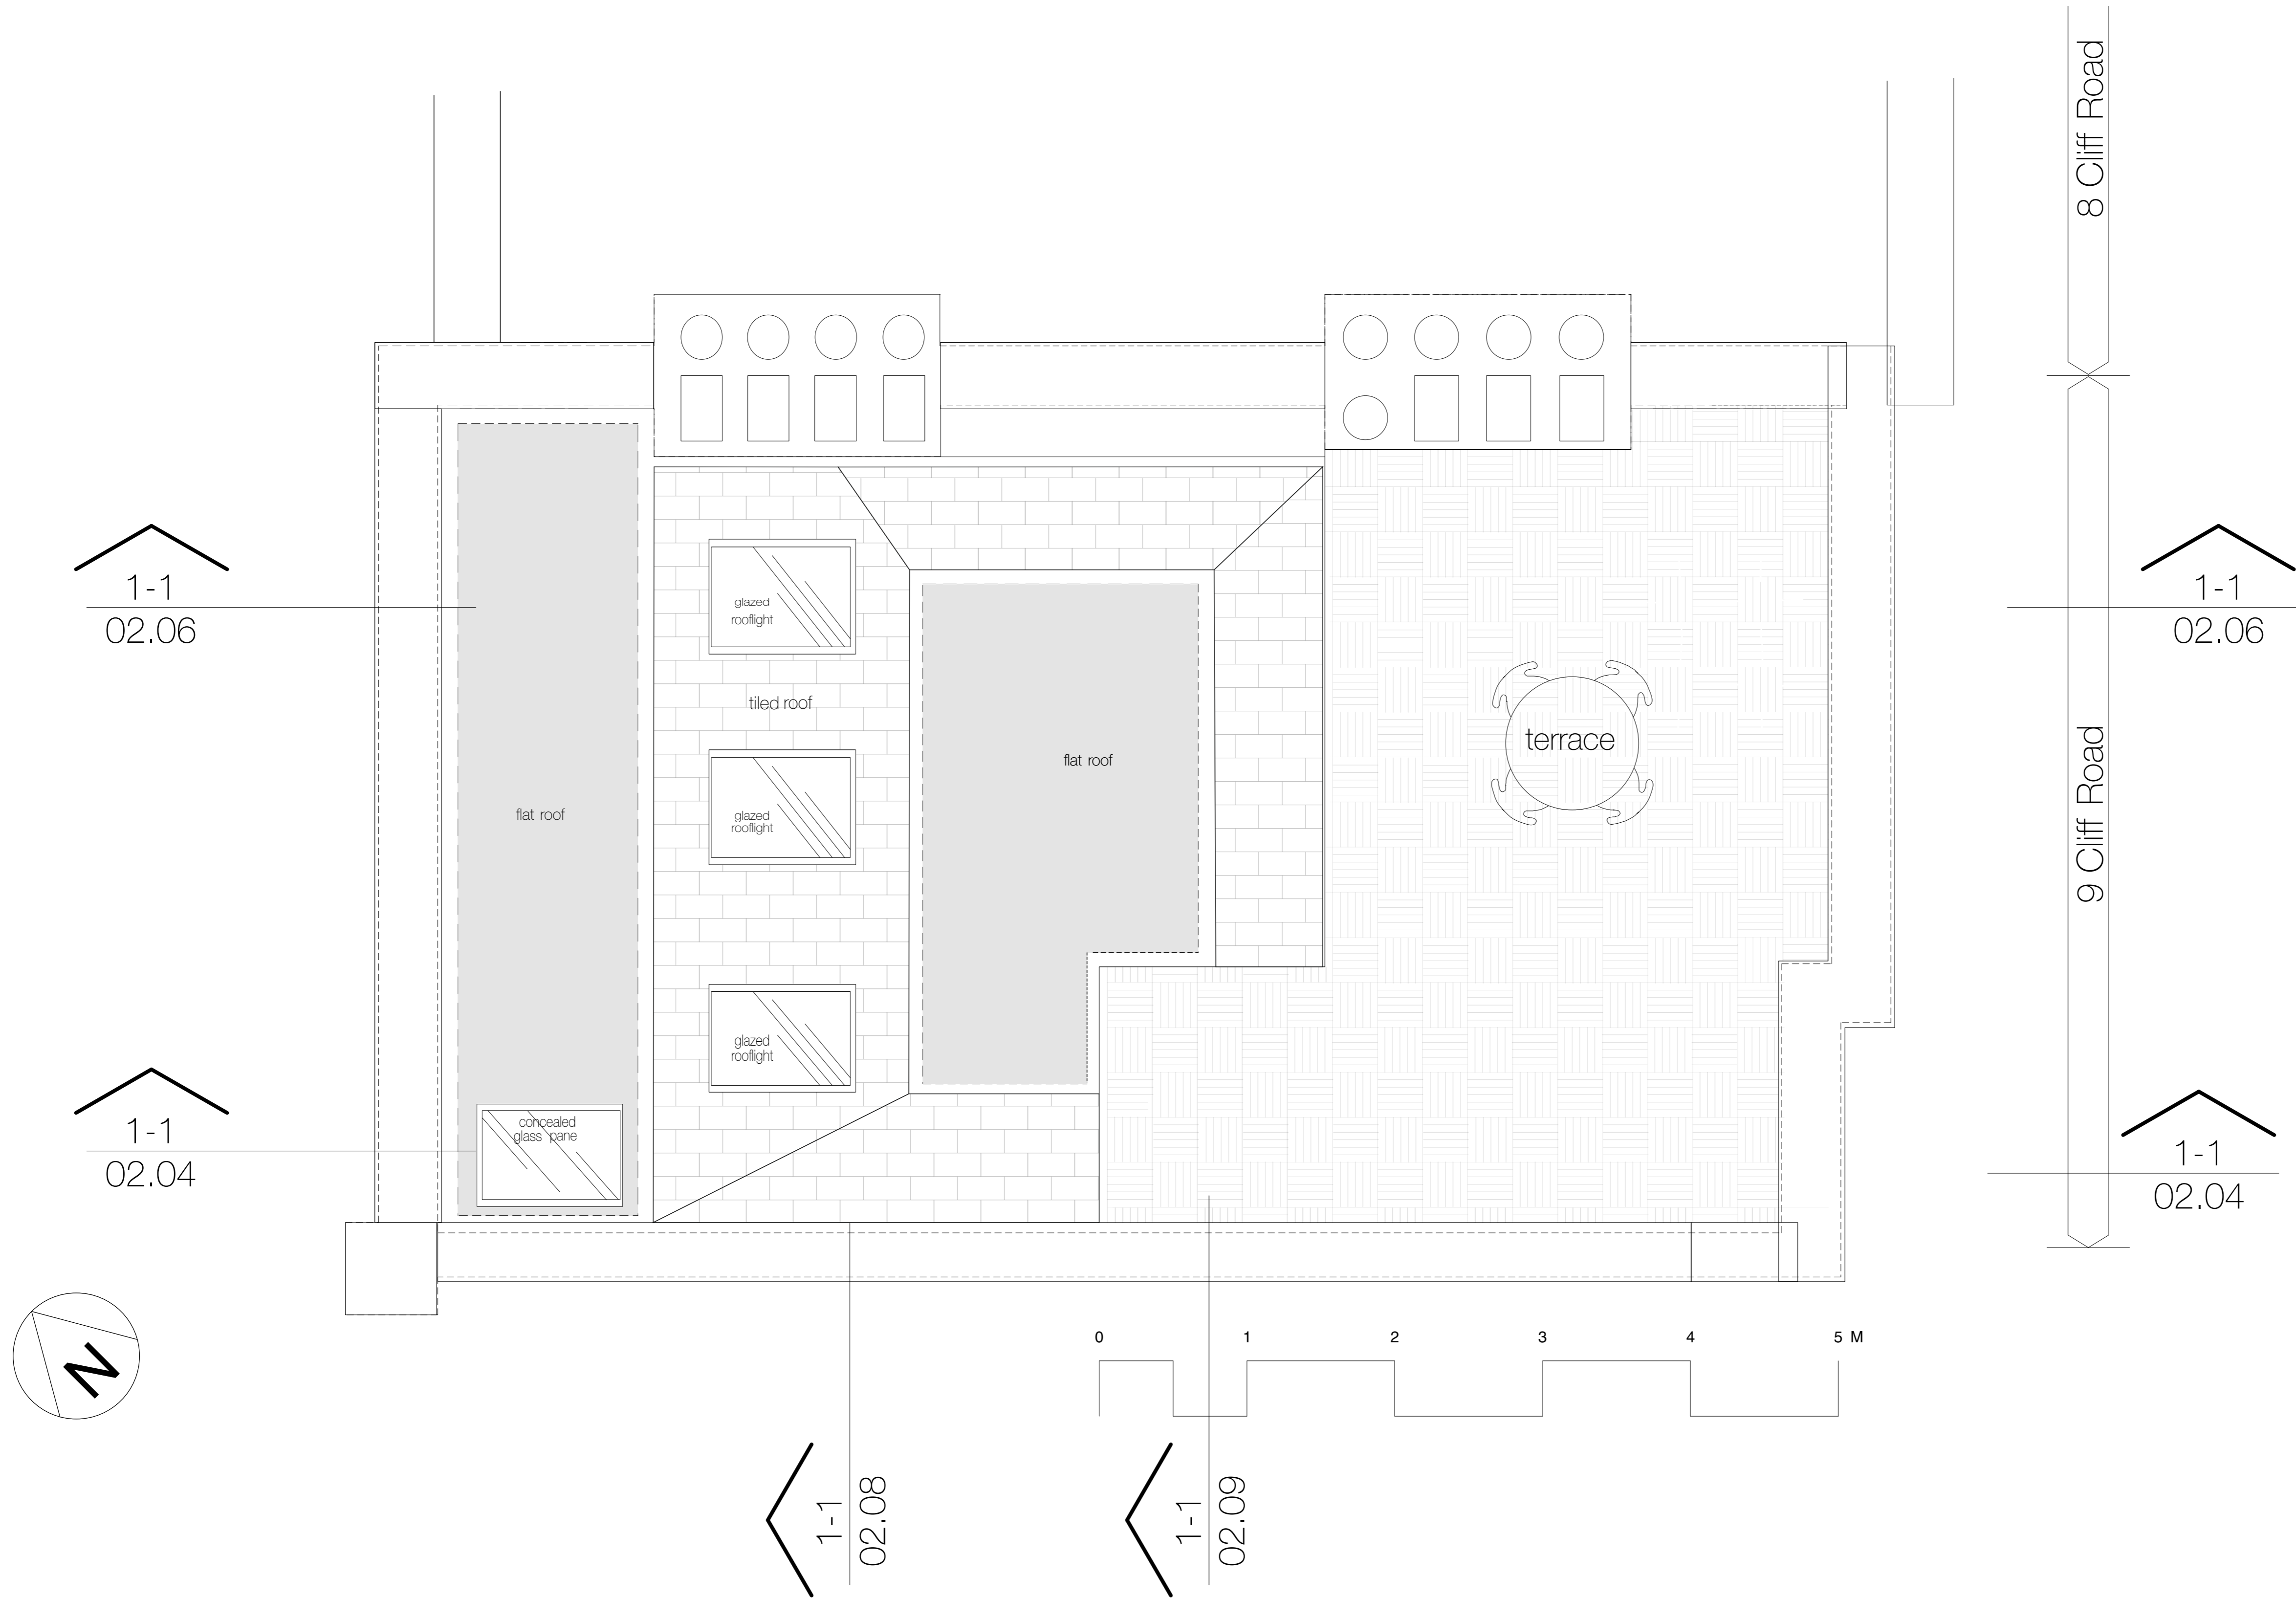 8 Cliff Road
1-1
02.06
1-1
02.06
glazed
rooflight
tiled roof
flat roof
terrace
glazed
rooflight
flat roof
9 Cliff Road
glazed
rooflight
concealed
glass pane
1-1
02.04
1-1
02.04
N
0 1 2 3 4 5 M
1-1
02.08
1-1
02.09